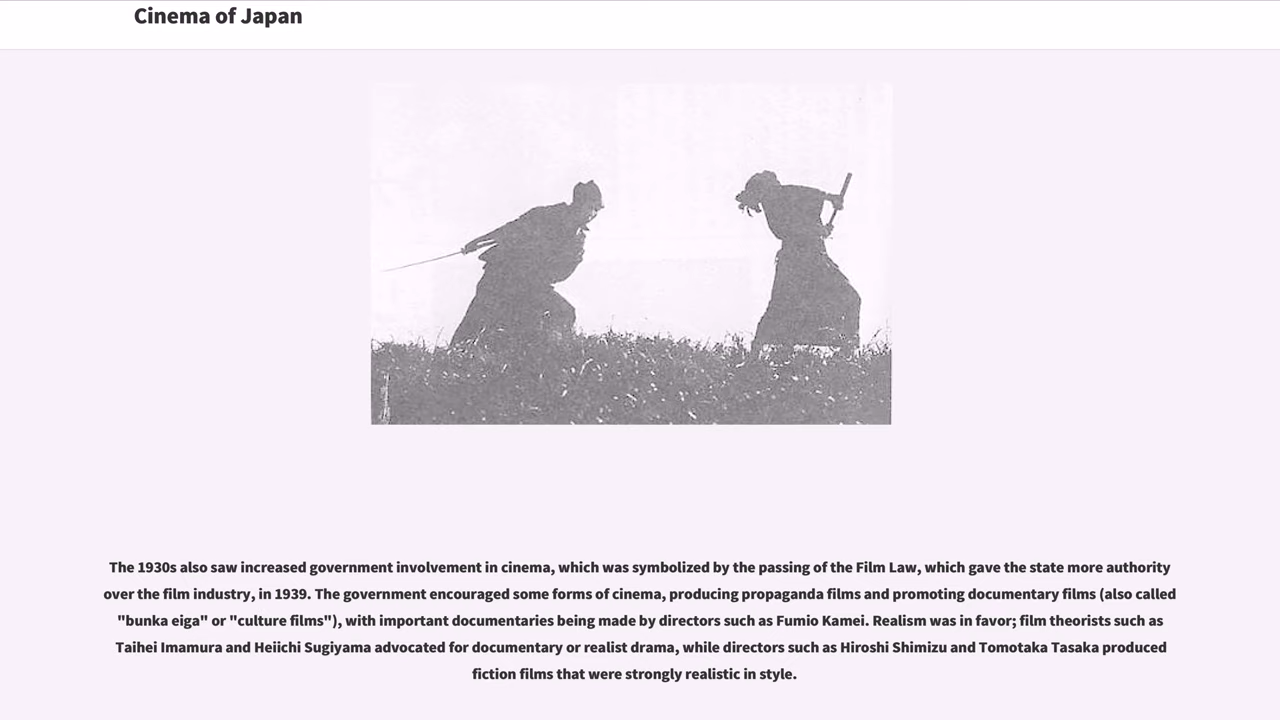 Cinema of Japan
The 1930s also saw increased government involvement in cinema, which was symbolized by the passing of the Film Law, which gave the state more authority
over the film industry, in 1939. The government encouraged some forms of cinema, producing propaganda films and promoting documentary films (also called
"bunka eiga" or "culture films"), with important documentaries being made by directors such as Fumio Kamei. Realism was in favor; film theorists such as
Taihei Imamura and Heiichi Sugiyama advocated for documentary or realist drama, while directors such as Hiroshi Shimizu and Tomotaka Tasaka produced
fiction films that were strongly realistic in style.